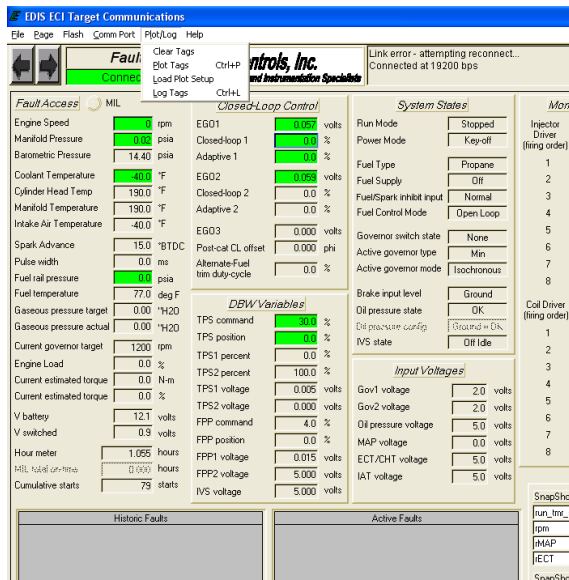 EDIS ECI Target Communications
File Page Flash Comm Port Plot/Log Help
Clear Tags
Plot Tags Ctrl+P
Load Plot Setup
Log Tags Ctrl+L
Link error - attempting reconnect...
Connected at 19200 bps
Fault Access MIL
Engine Speed 0 rpm
Manifold Pressure 0.02 psia
Barometric Pressure 14.40 psia
Coolant Temperature -40.0 °F
Cylinder Head Temp 190.0 °F
Manifold Temperature 190.0 °F
Intake Air Temperature -40.0 °F
Spark Advance 15.0 °BTDC
Pulse width 0.0 ms
Fuel rail pressure 0.0 psia
Fuel temperature 77.0 deg F
Gaseous pressure target 0.00 "H2O
Gaseous pressure actual 0.00 "H2O
Current governor target 1200 rpm
Engine Load 0.0 %
Current estimated torque 0.0 N-m
Current estimated torque 0.0 %
V battery 12.1 volts
V switched 0.9 volts
Hour meter 1.055 hours
MIL total on-time 0.000 hours
Cumulative starts 79 starts
Closed-Loop Control
EGO1 0.057 volts
Closed-loop 1 0.0 %
Adaptive 1 0.0 %
EGO2 0.059 volts
Closed-loop 2 0.0 %
Adaptive 2 0.0 %
EGO3 0.000 volts
Post-cat CL offset 0.000 phi
Alternate-Fuel
trim duty-cycle 0.0 %
DBW Variables
TPS command 30.0 %
TPS position 0.0 %
TPS1 percent 0.0 %
TPS2 percent 100.0 %
TPS1 voltage 0.005 volts
TPS2 voltage 0.000 volts
FPP command 4.0 %
FPP position 0.0 %
FPP1 voltage 0.015 volts
FPP2 voltage 5.000 volts
IVS voltage 5.000 volts
System States
Run Mode Stopped
Power Mode Key-off
Fuel Type Propane
Fuel Supply Off
Fuel/Spark inhibit input Normal
Fuel Control Mode Open Loop
Governor switch state None
Active governor type Min
Active governor mode Isochronous
Brake input level Ground
Oil pressure state OK
Oil pressure config Ground = OK
IVS state Off Idle
Input Voltages
Gov1 voltage 2.0 volts
Gov2 voltage 2.0 volts
Oil pressure voltage 5.0 volts
MAP voltage 0.0 volts
ECT/CHT voltage 5.0 volts
IAT voltage 5.0 volts
Injector
Driver
(firing order)
1
2
3
4
5
6
7
8
Coil Driver
(firing order)
1
2
3
4
5
6
7
8
Historic Faults
Active Faults
run_tmr_
rpm
rMAP
rECT